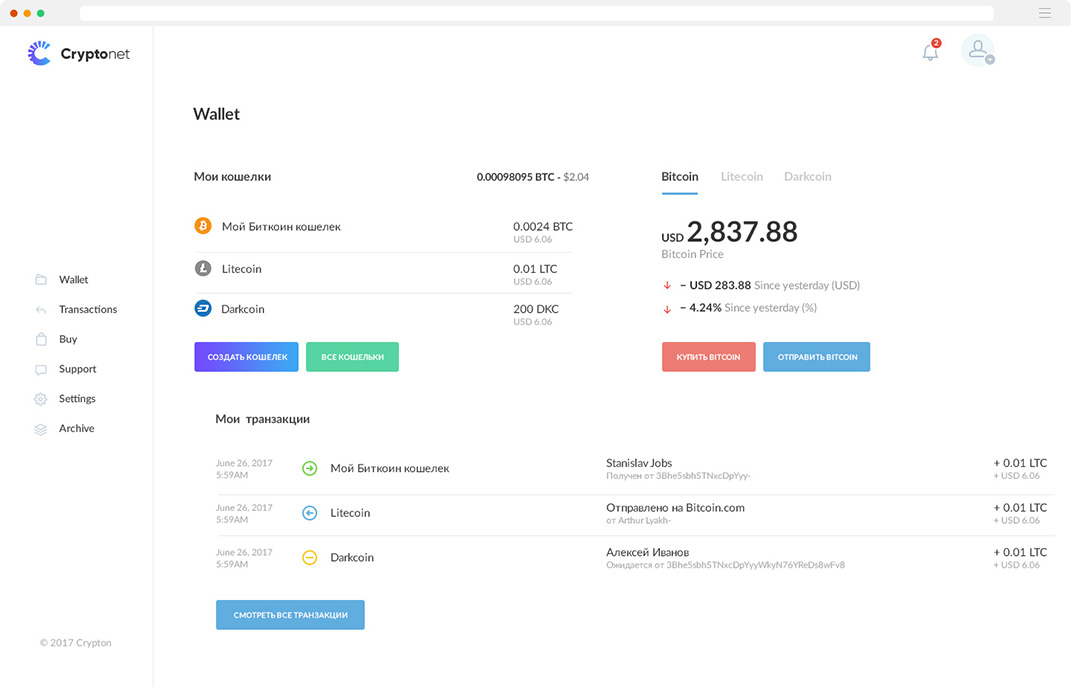 Cryptonet
2
Wallet
Мои кошелки
0.00098095 BTC - $2.04
Мой Биткоин кошелек
0.0024 BTC
USD 6.06
Litecoin
0.01 LTC
USD 6.06
Darkcoin
200 DKC
USD 6.06
СОЗДАТЬ КОШЕЛЕК
ВСЕ КОШЕЛЬКИ
Bitcoin
Litecoin
Darkcoin
USD 2,837.88
Bitcoin Price
– USD 283.88 Since yesterday (USD)
– 4.24% Since yesterday (%)
КУПИТЬ BITCOIN
ОТПРАВИТЬ BITCOIN
Wallet
Transactions
Buy
Support
Settings
Archive
Мои транзакции
June 26, 2017
5:59AM
Мой Биткоин кошелек
Stanislav Jobs
Получен от 3Bhe5sbhSTNxcDpYyy-
+ 0.01 LTC
+ USD 6.06
June 26, 2017
5:59AM
Litecoin
Отправлено на Bitcoin.com
от Arthur Lyakh-
+ 0.01 LTC
+ USD 6.06
June 26, 2017
5:59AM
Darkcoin
Алексей Иванов
Ожидается от 3Bhe5sbhSTNxcDpYyyWkyN76YReDs8wFv8
+ 0.01 LTC
+ USD 6.06
СМОТРЕТЬ ВСЕ ТРАНЗАКЦИИ
© 2017 Crypton